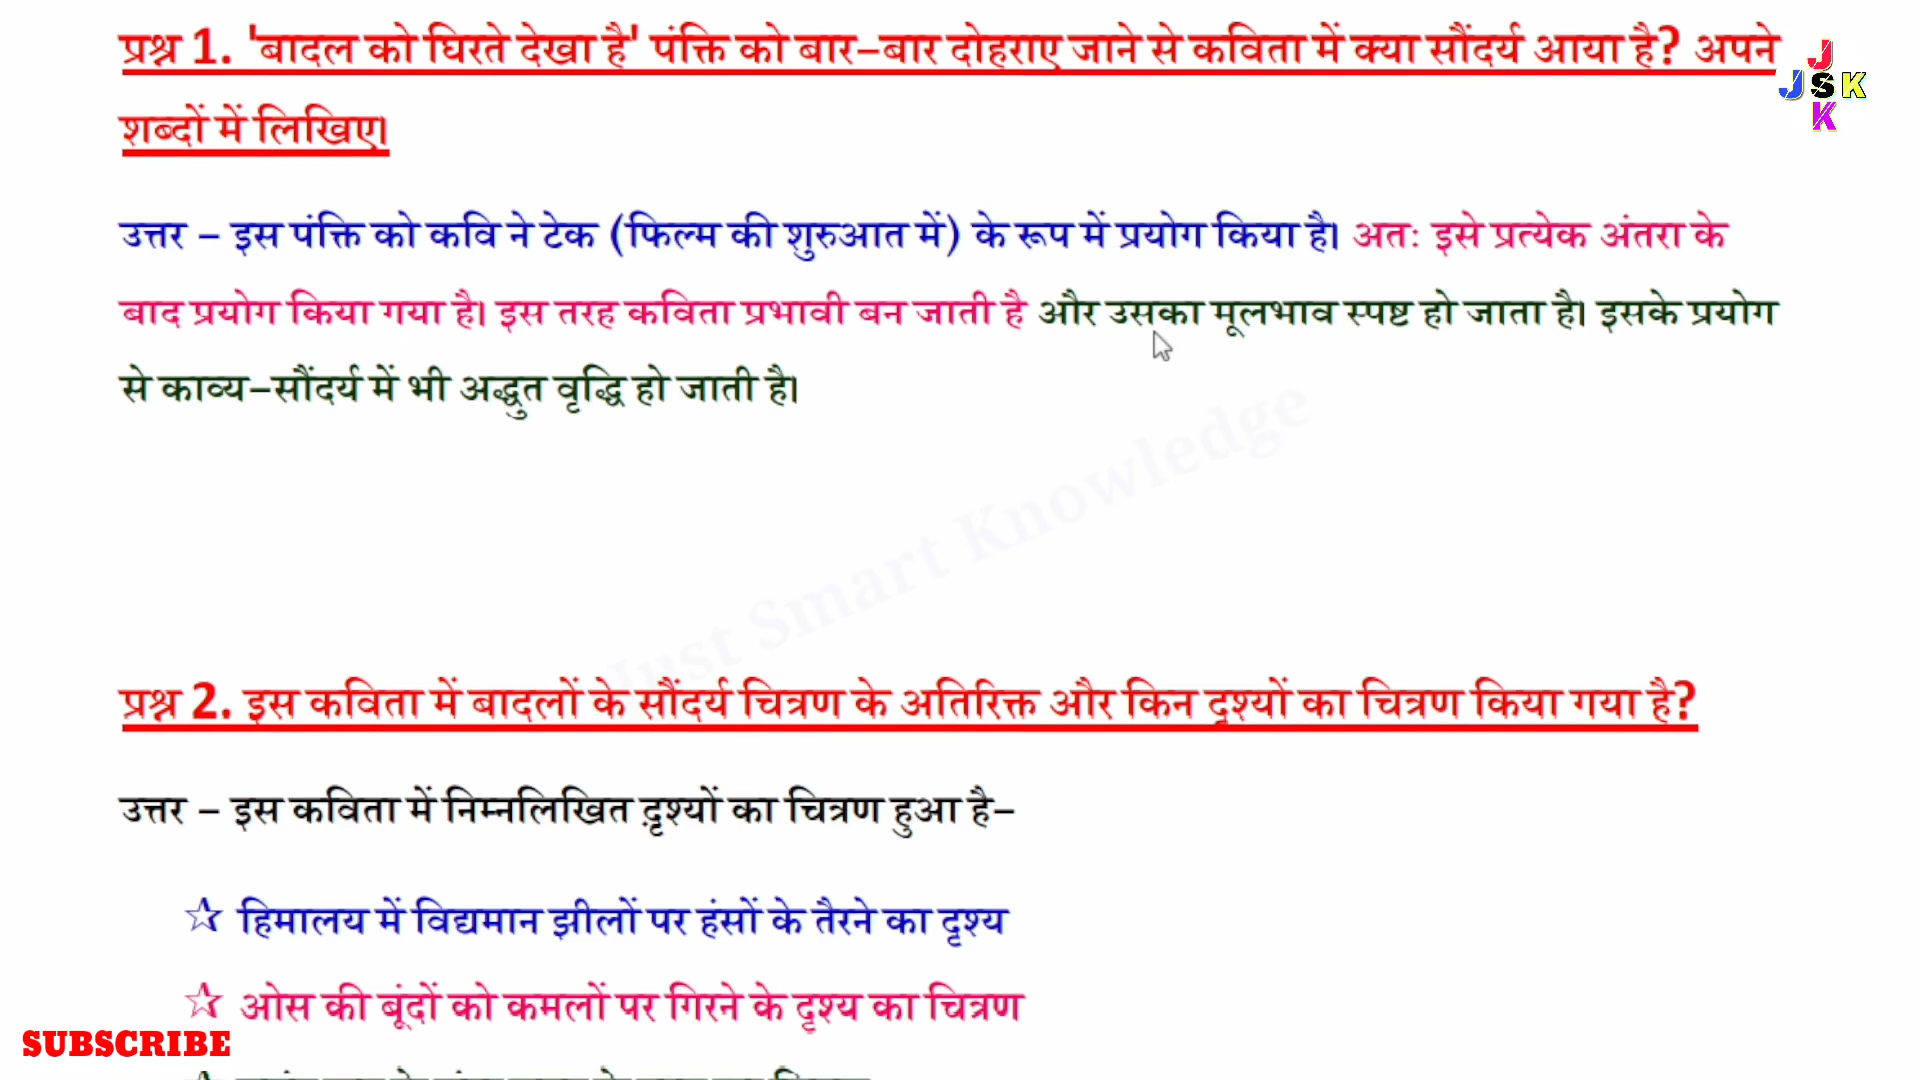 प्रश्न 1. 'बादल को घिरते देखा है' पंक्ति को बार–बार दोहराए जाने से कविता में क्या सौंदर्य आया है? अपने
शब्दों में लिखिए।
J
J S K
K
उत्तर – इस पंक्ति को कवि ने टेक (फिल्म की शुरुआत में) के रूप में प्रयोग किया है। अतः इसे प्रत्येक अंतरा के
बाद प्रयोग किया गया है। इस तरह कविता प्रभावी बन जाती है और उसका मूलभाव स्पष्ट हो जाता है। इसके प्रयोग
से काव्य–सौंदर्य में भी अद्भुत वृद्धि हो जाती है।
Just Smart Knowledge
प्रश्न 2. इस कविता में बादलों के सौंदर्य चित्रण के अतिरिक्त और किन दृश्यों का चित्रण किया गया है?
उत्तर – इस कविता में निम्नलिखित दृश्यों का चित्रण हुआ है–
☆ हिमालय में विद्यमान झीलों पर हंसों के तैरने का दृश्य
☆ ओस की बूंदों को कमलों पर गिरने के दृश्य का चित्रण
SUBSCRIBE